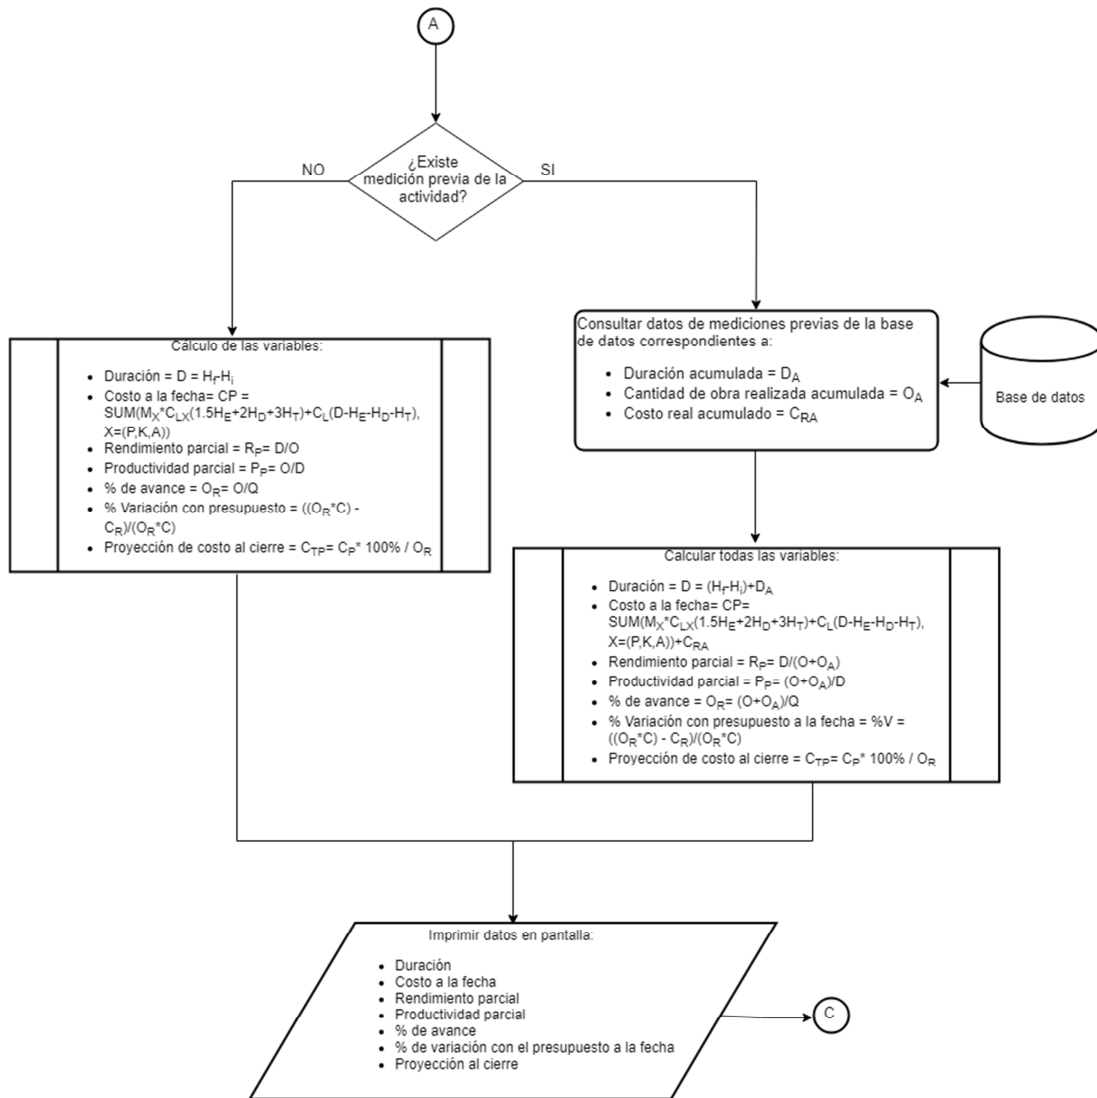 A
¿Existe
medición previa de la
actividad?
NO
SI
Cálculo de las variables:
• Duración = D = Hf-Hi
• Costo a la fecha= CP =
SUM(MX*CLX(1.5HE+2HD+3HT)+CL(D-HE-HD-HT),
X=(P,K,A))
• Rendimiento parcial = RP= D/O
• Productividad parcial = PP= O/D
• % de avance = OR= O/Q
• % Variación con presupuesto = ((OR*C) -
CR)/(OR*C)
• Proyección de costo al cierre = CTP= CP* 100% / OR
Consultar datos de mediciones previas de la base
de datos correspondientes a:
• Duración acumulada = DA
• Cantidad de obra realizada acumulada = OA
• Costo real acumulado = CRA
Base de datos
Calcular todas las variables:
• Duración = D = (Hf-Hi)+DA
• Costo a la fecha= CP=
SUM(MX*CLX(1.5HE+2HD+3HT)+CL(D-HE-HD-HT),
X=(P,K,A))+CRA
• Rendimiento parcial = RP= D/(O+OA)
• Productividad parcial = PP= (O+OA)/D
• % de avance = OR= (O+OA)/Q
• % Variación con presupuesto a la fecha = %V =
((OR*C) - CR)/(OR*C)
• Proyección de costo al cierre = CTP= CP* 100% / OR
Imprimir datos en pantalla:
• Duración
• Costo a la fecha
• Rendimiento parcial
• Productividad parcial
• % de avance
• % de variación con el presupuesto a la fecha
• Proyección al cierre
C